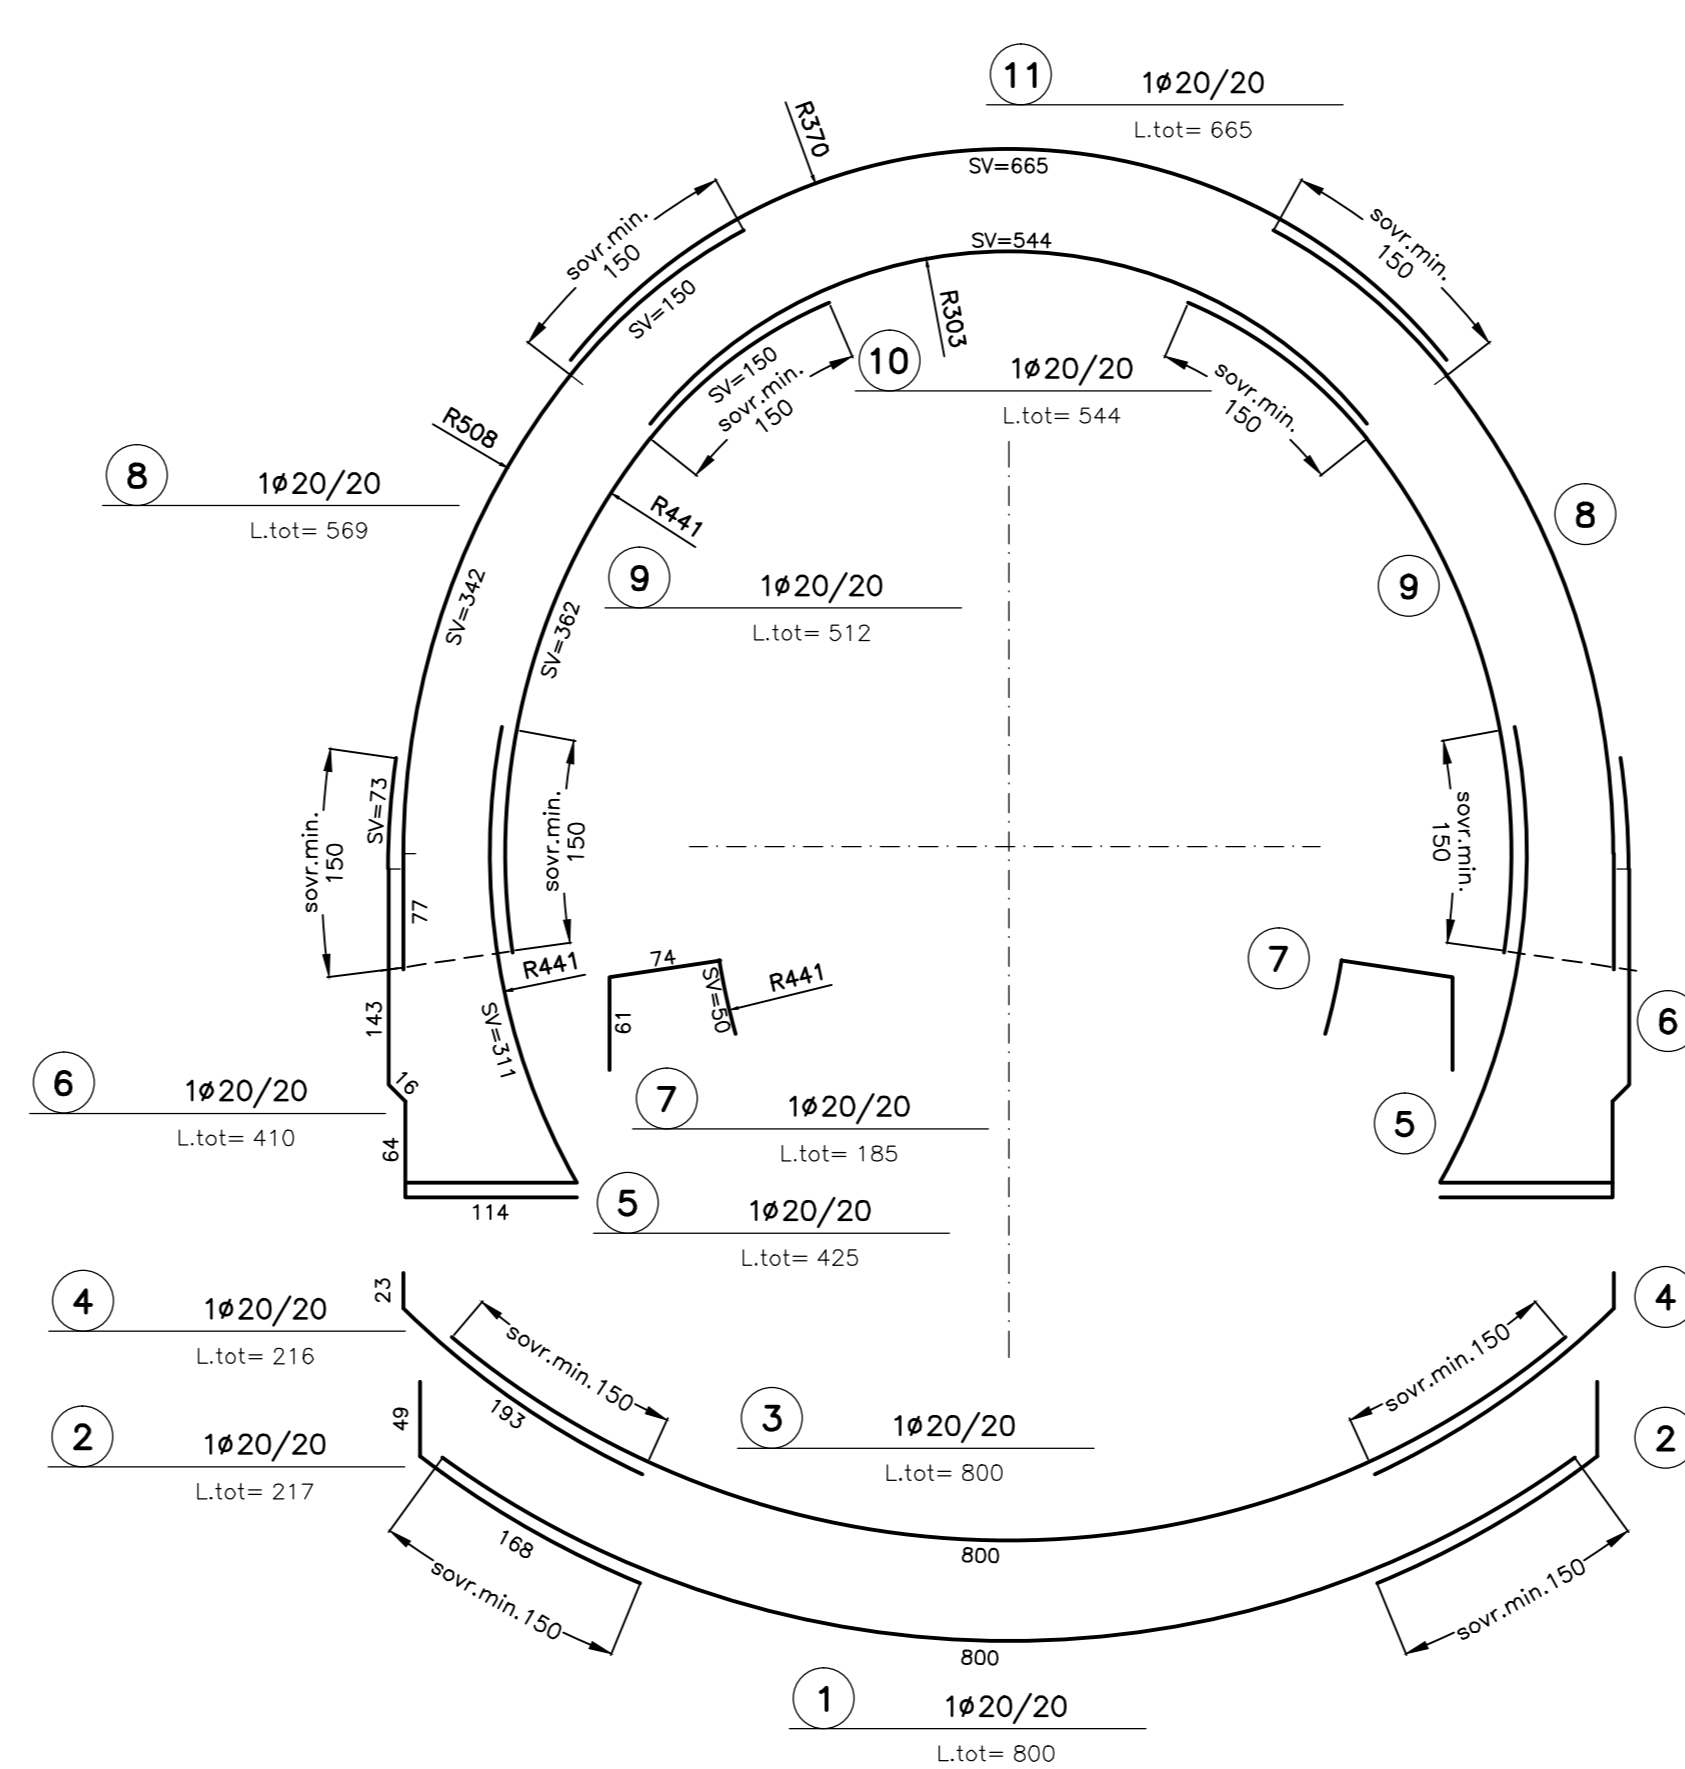 11
1ø20/20
L.tot= 665
R370
SV=665
sovr.min.
150
sovr.min.
150
SV=150
SV=544
R303
10
1ø20/20
L.tot= 544
SV=150
sovr.min.
150
sovr.min.
150
R508
8
1ø20/20
L.tot= 569
R441
8
9
1ø20/20
L.tot= 512
9
SV=342
SV=362
SV=73
sovr.min.
150
sovr.min.
150
sovr.min.
150
77
R441
74
SV=50
R441
61
7
143
SV=311
6
6
1ø20/20
L.tot= 410
16
64
7
1ø20/20
L.tot= 185
5
114
5
1ø20/20
L.tot= 425
23
4
1ø20/20
L.tot= 216
4
sovr.min.150
sovr.min.150
193
49
2
1ø20/20
L.tot= 217
3
1ø20/20
L.tot= 800
2
168
sovr.min.150
800
sovr.min.150
800
1
1ø20/20
L.tot= 800